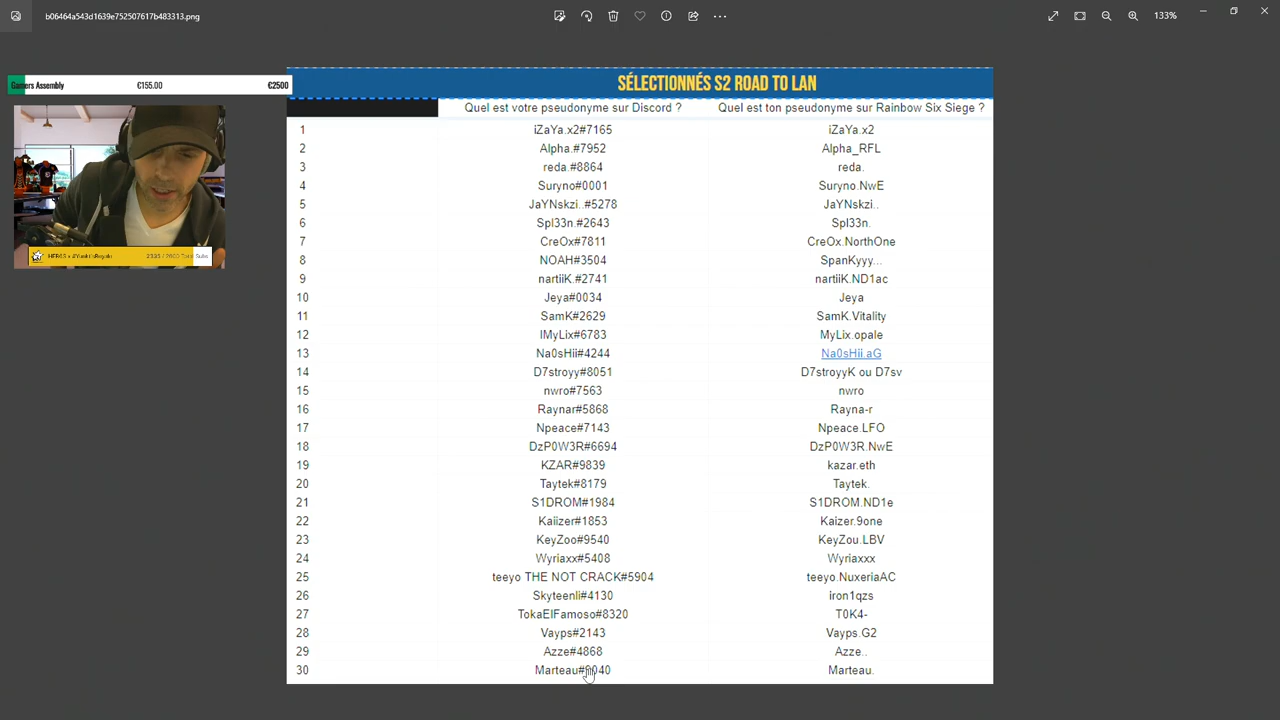 b06464a543d1639e752507617b483313.png
133%
Gamers Assembly €155.00 €2500
SÉLECTIONNÉS S2 ROAD TO LAN
Quel est votre pseudonyme sur Discord ? Quel est ton pseudonyme sur Rainbow Six Siege ?
1 iZaYa.x2#7165 iZaYa.x2
2 Alpha.#7952 Alpha_RFL
3 reda.#8864 reda.
4 Suryno#0001 Suryno.NwE
5 JaYNskzi..#5278 JaYNskzi..
6 Spl33n.#2643 Spl33n.
7 CreOx#7811 CreOx.NorthOne
8 NOAH#3504 SpanKyyy...
9 nartiiK.#2741 nartiiK.ND1ac
10 Jeya#0034 Jeya
11 SamK#2629 SamK.Vitality
12 IMyLix#6783 MyLix.opale
13 Na0sHii#4244 Na0sHii.aG
14 D7stroyy#8051 D7stroyyK ou D7sv
15 nwro#7563 nwro
16 Raynar#5868 Rayna-r
17 Npeace#7143 Npeace.LFO
18 DzP0W3R#6694 DzP0W3R.NwE
19 KZAR#9839 kazar.eth
20 Taytek#8179 Taytek.
21 S1DROM#1984 S1DROM.ND1e
22 Kaiizer#1853 Kaizer.9one
23 KeyZoo#9540 KeyZou.LBV
24 Wyriaxx#5408 Wyriaxxx
25 teeyo THE NOT CRACK#5904 teeyo.NuxeriaAC
26 Skyteenli#4130 iron1qzs
27 TokaElFamoso#8320 T0K4-
28 Vayps#2143 Vayps.G2
29 Azze#4868 Azze..
30 Marteau.